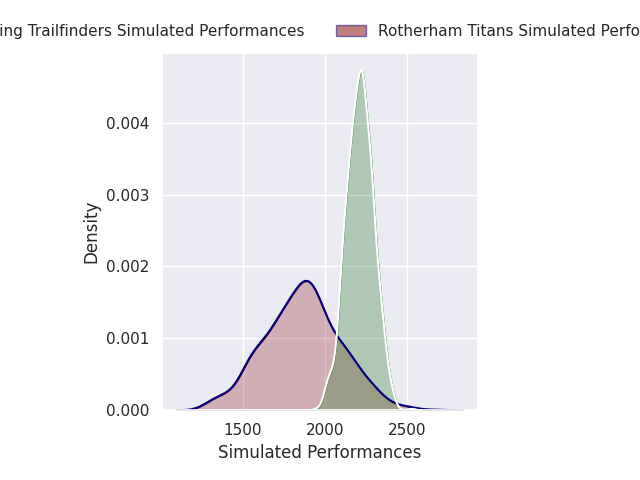 ing Trailfinders Simulated Performances
Rotherham Titans Simulated Perfo
0.004
0.003
0.002
0.001
0.000
Density
1500 2000 2500
Simulated Performances